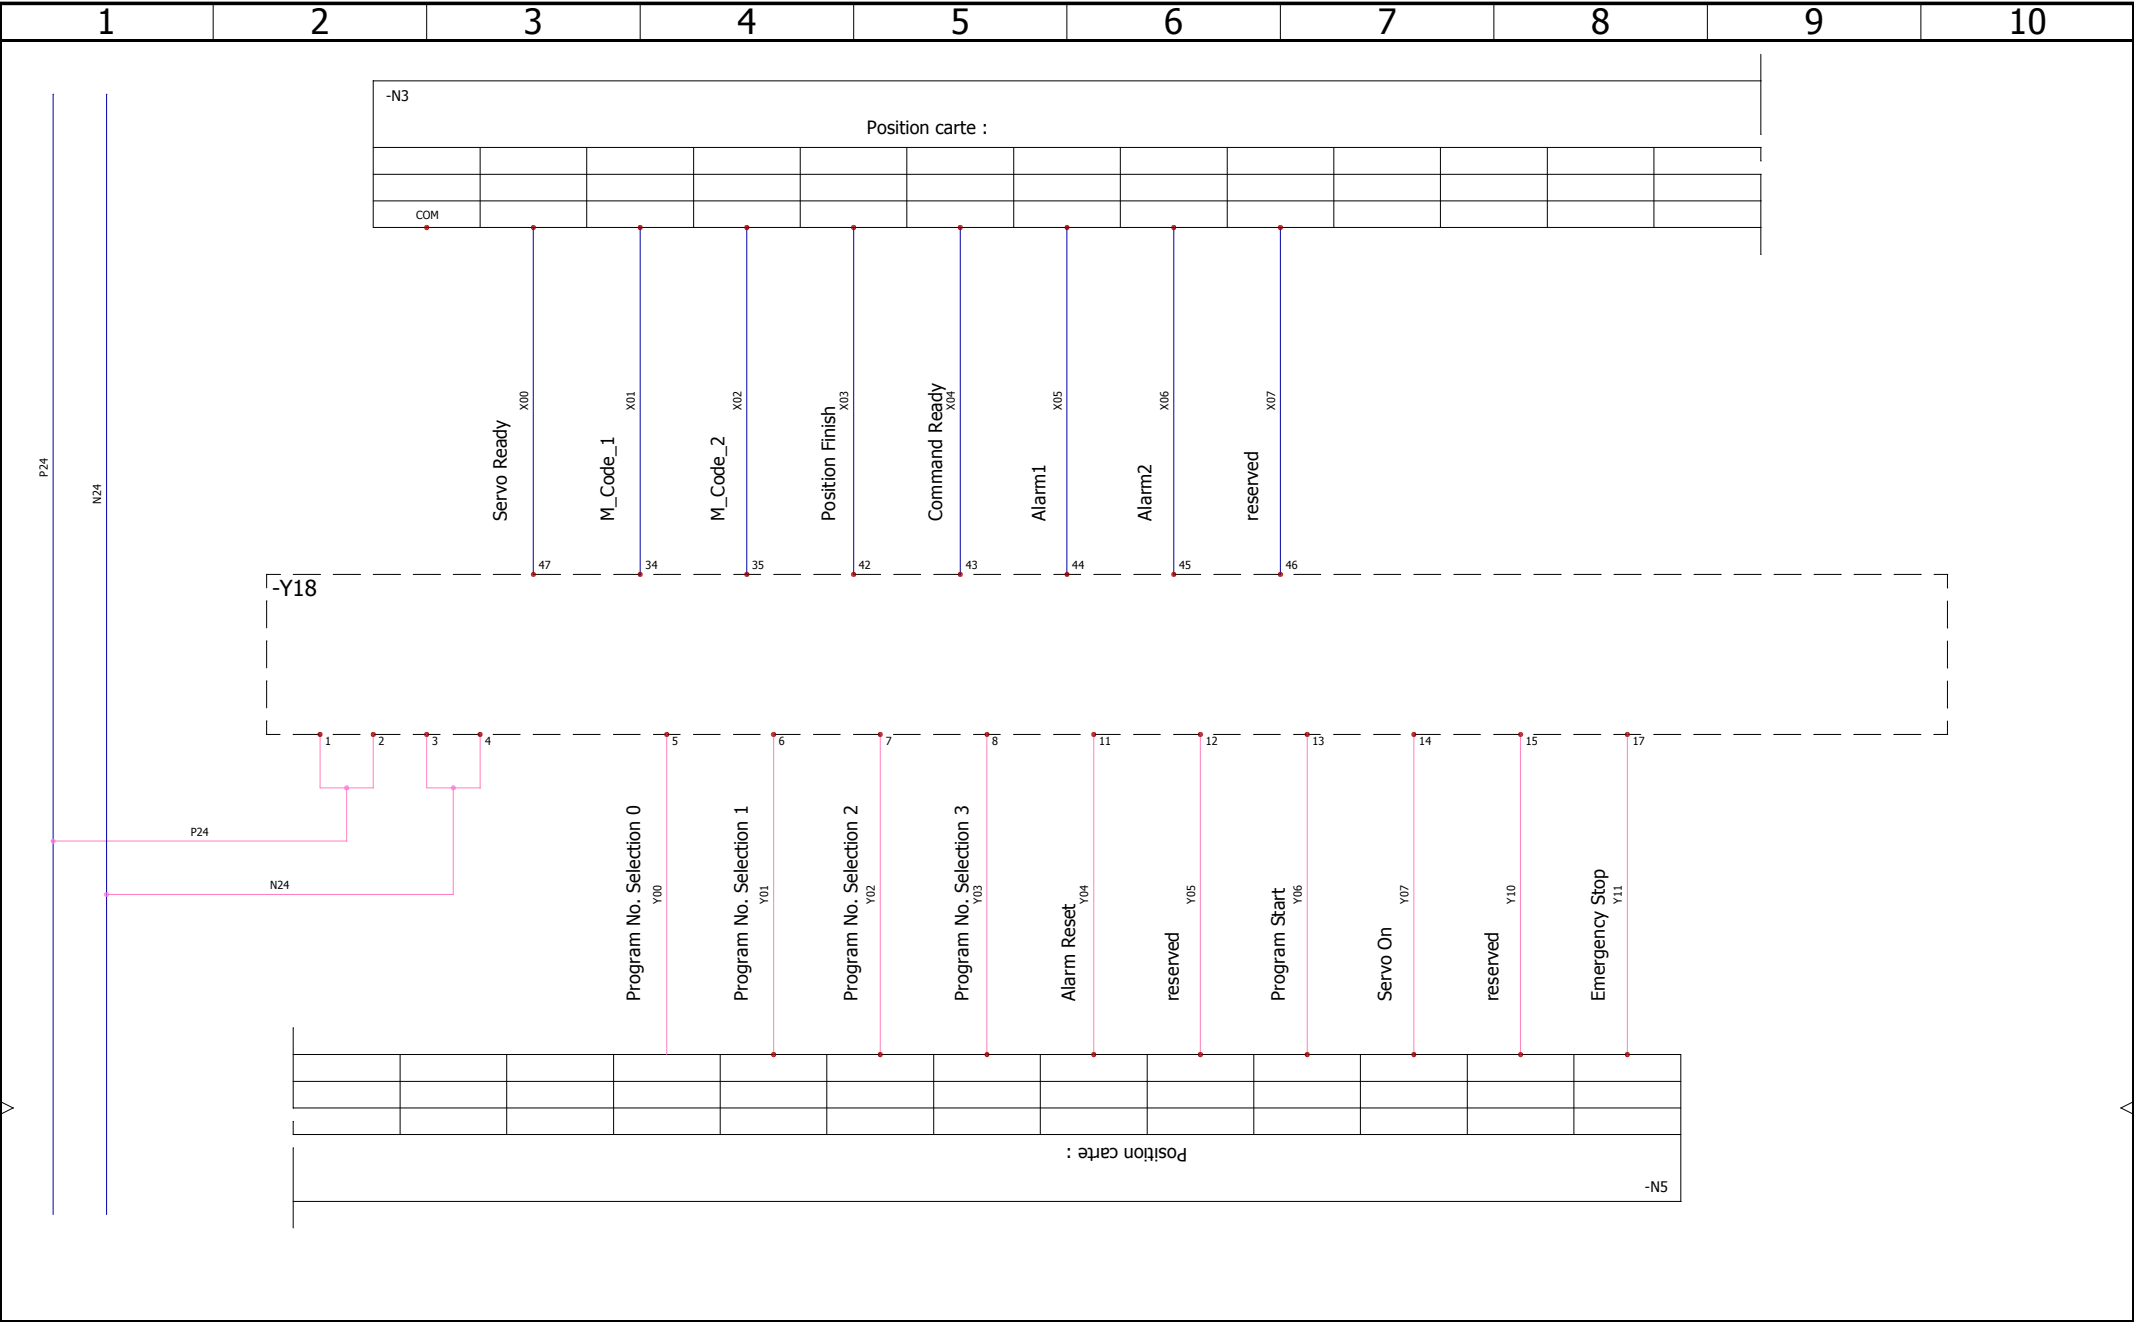 1 2 3 4 5 6 7 8 9 10
-N3
Position carte :
COM
X00 X01 X02 X03 X04 X05 X06 X07
Servo Ready
M_Code_1
M_Code_2
Position Finish
Command Ready
Alarm1
Alarm2
reserved
P24
N24
47 34 35 42 43 44 45 46
-Y18
1 2 3 4 5 6 7 8 11 12 13 14 15 17
P24
N24
Program No. Selection 0
Y00
Program No. Selection 1
Y01
Program No. Selection 2
Y02
Program No. Selection 3
Y03
Alarm Reset
Y04
reserved
Y05
Program Start
Y06
Servo On
Y07
reserved
Y10
Emergency Stop
Y11
Position carte :
-N5